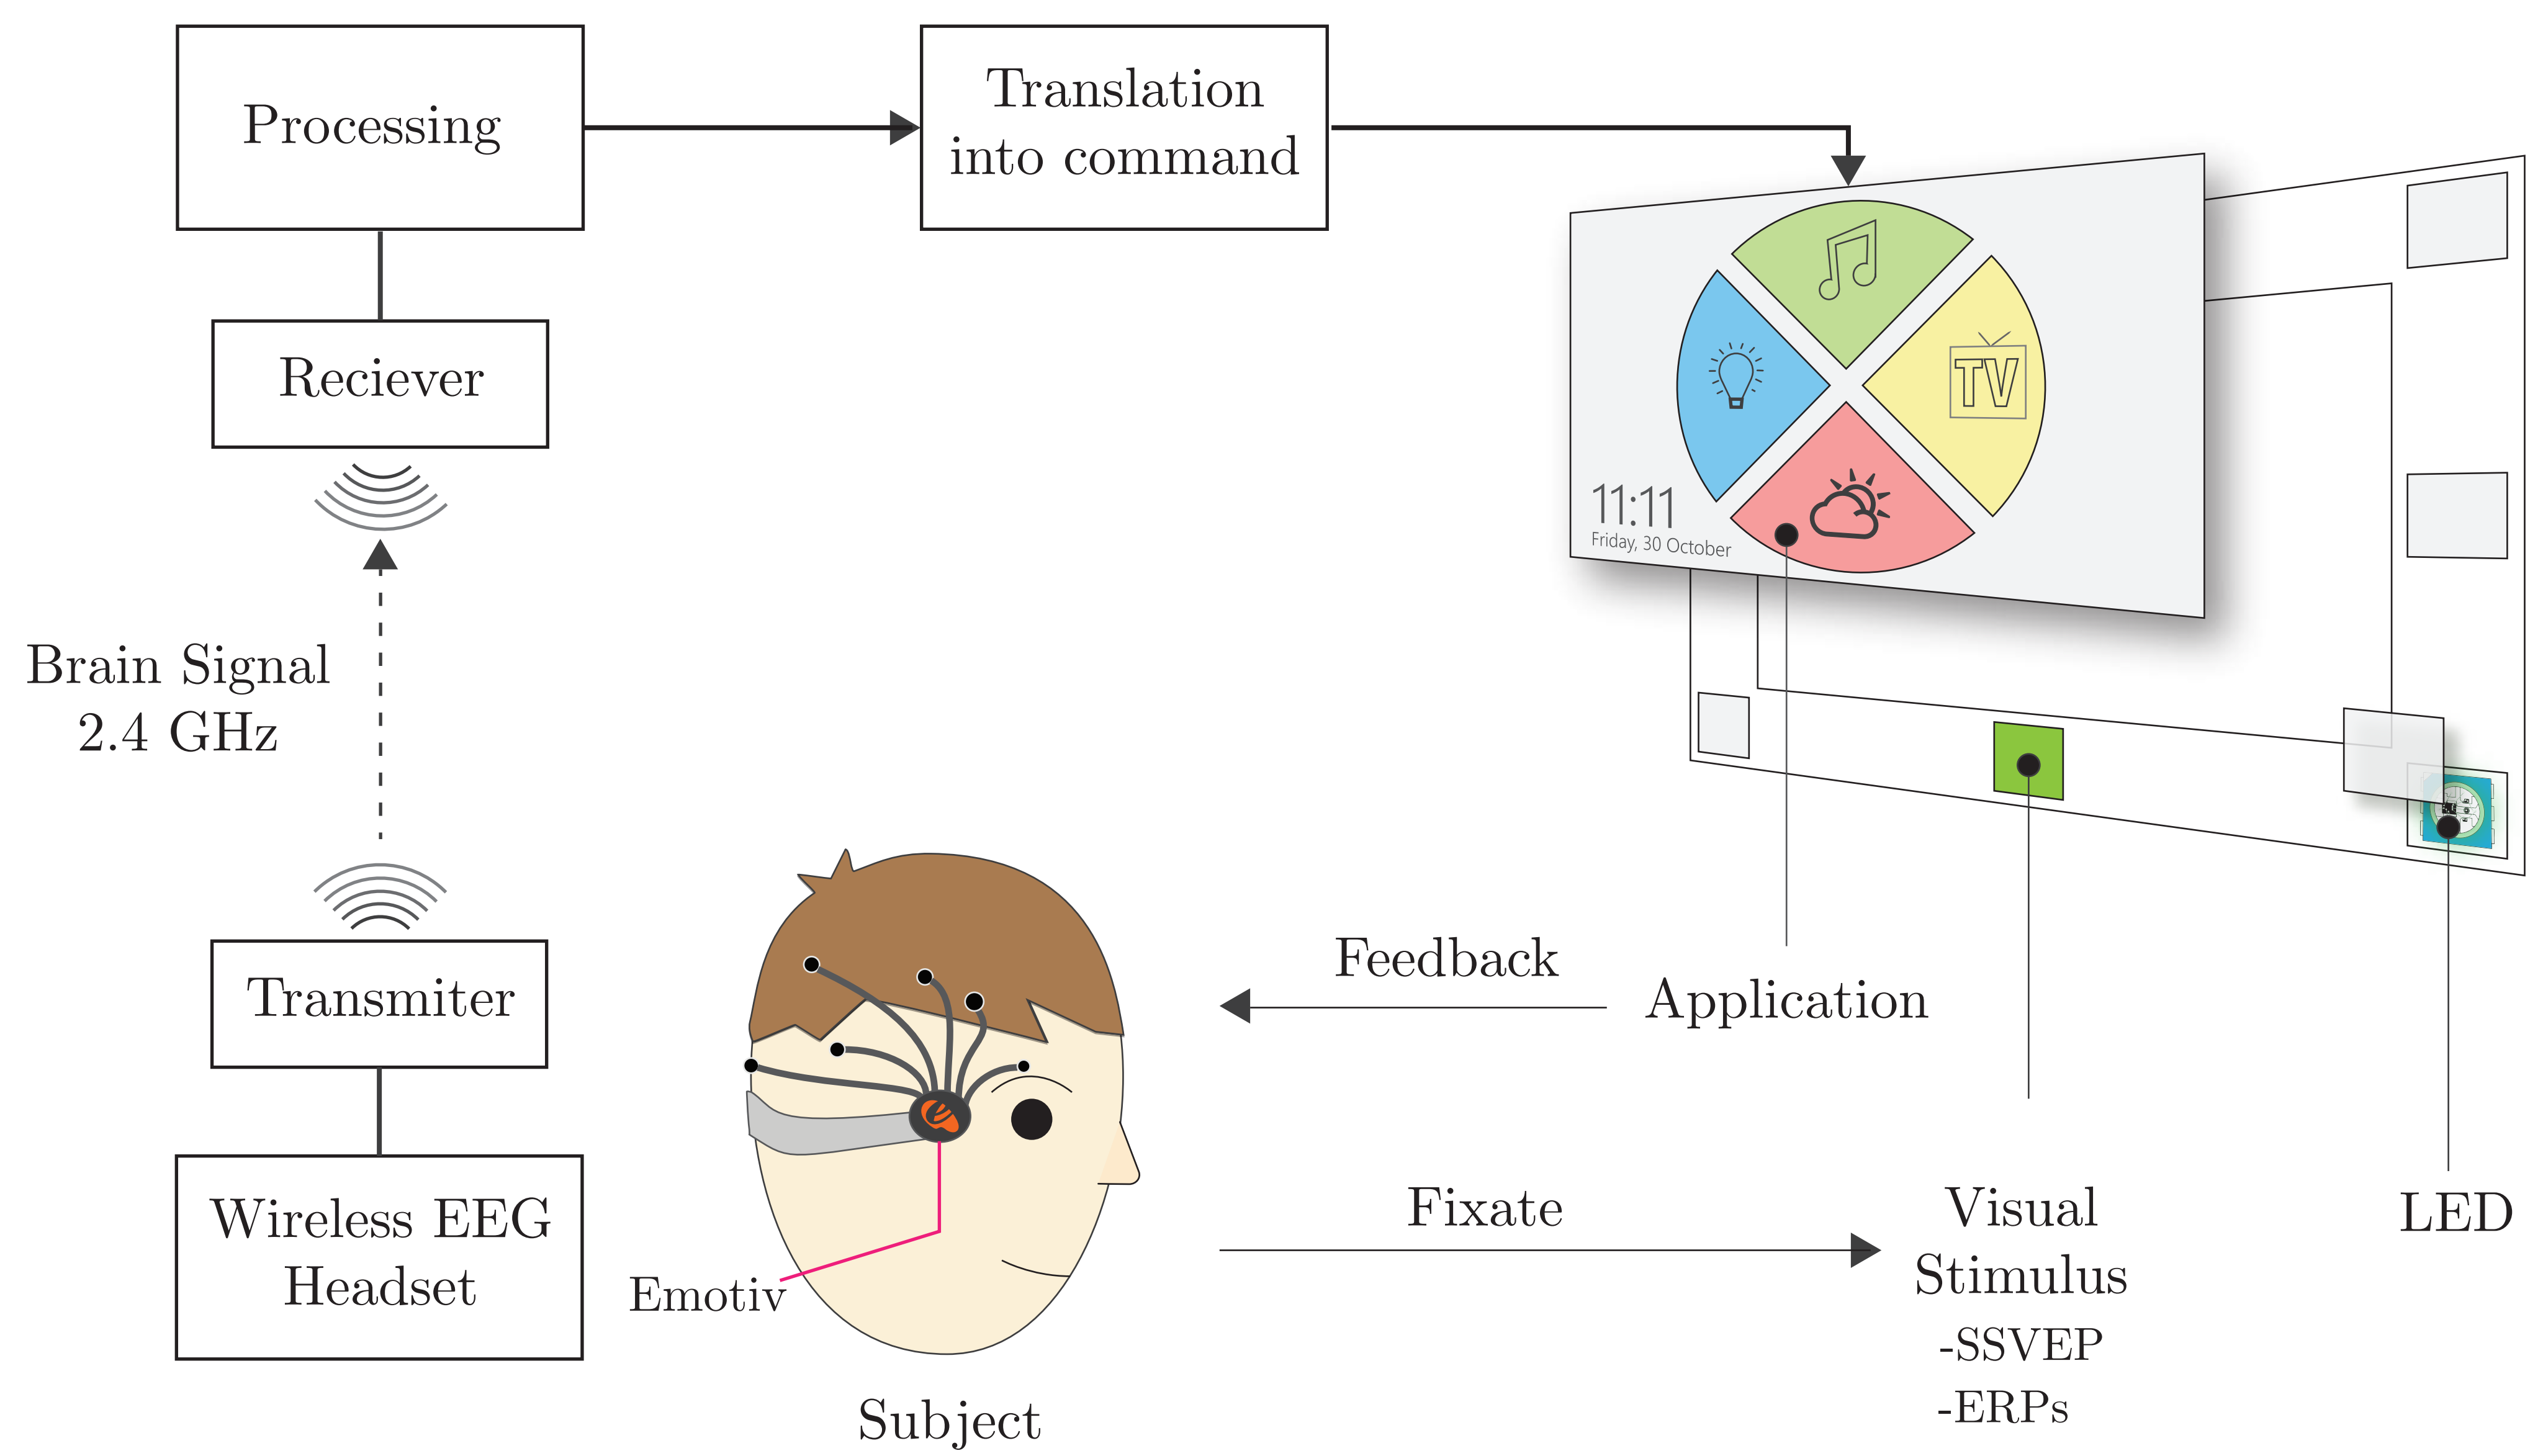 Processing
Translation
into command
Reciever
TV
11:11
Friday, 30 October
Brain Signal
2.4 GHz
Transmiter
Feedback
Application
Wireless EEG
Headset
Emotiv
Fixate
Visual
Stimulus
-SSVEP
-ERPs
LED
Subject